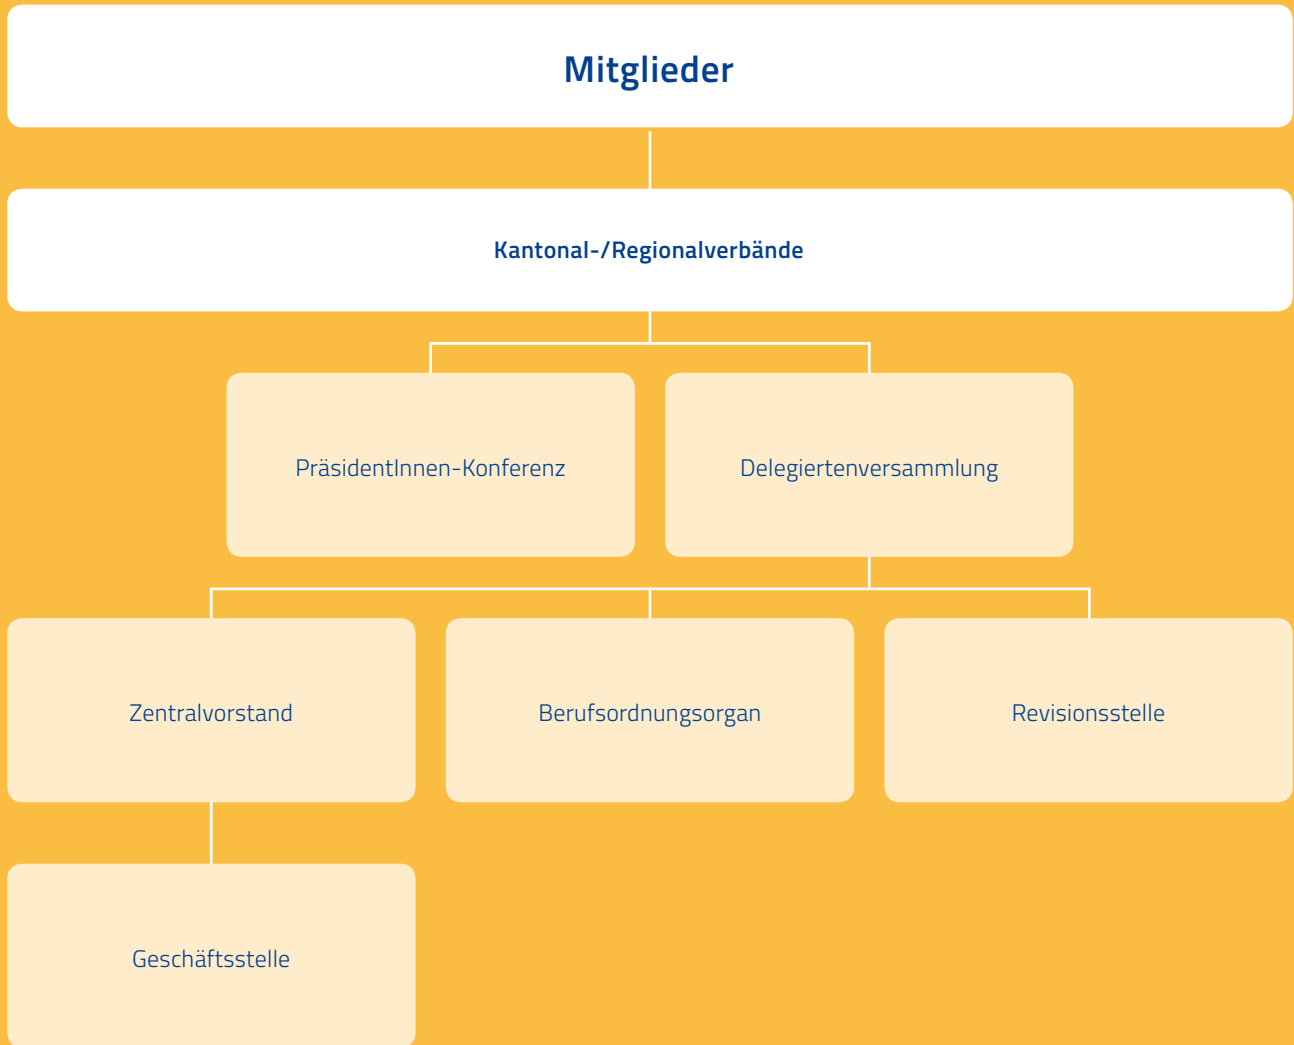 Mitglieder
Kantonal-/Regionalverbände
PräsidentInnen-Konferenz
Delegiertenversammlung
Zentralvorstand
Berufsordnungsorgan
Revisionsstelle
Geschäftsstelle